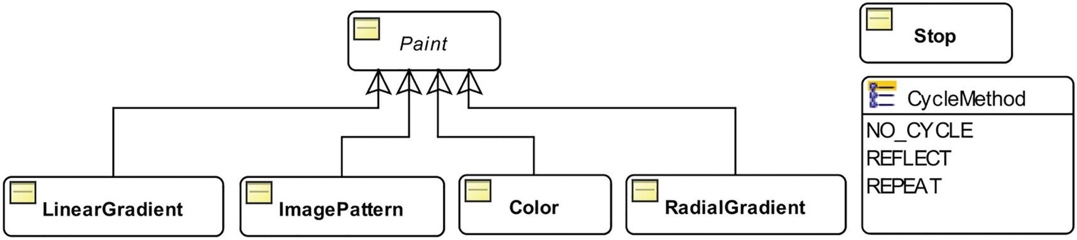 Paint
Stop
CycleMethod
NO_CYCLE
REFLECT
REPEAT
LinearGradient
ImagePattern
Color
RadialGradient